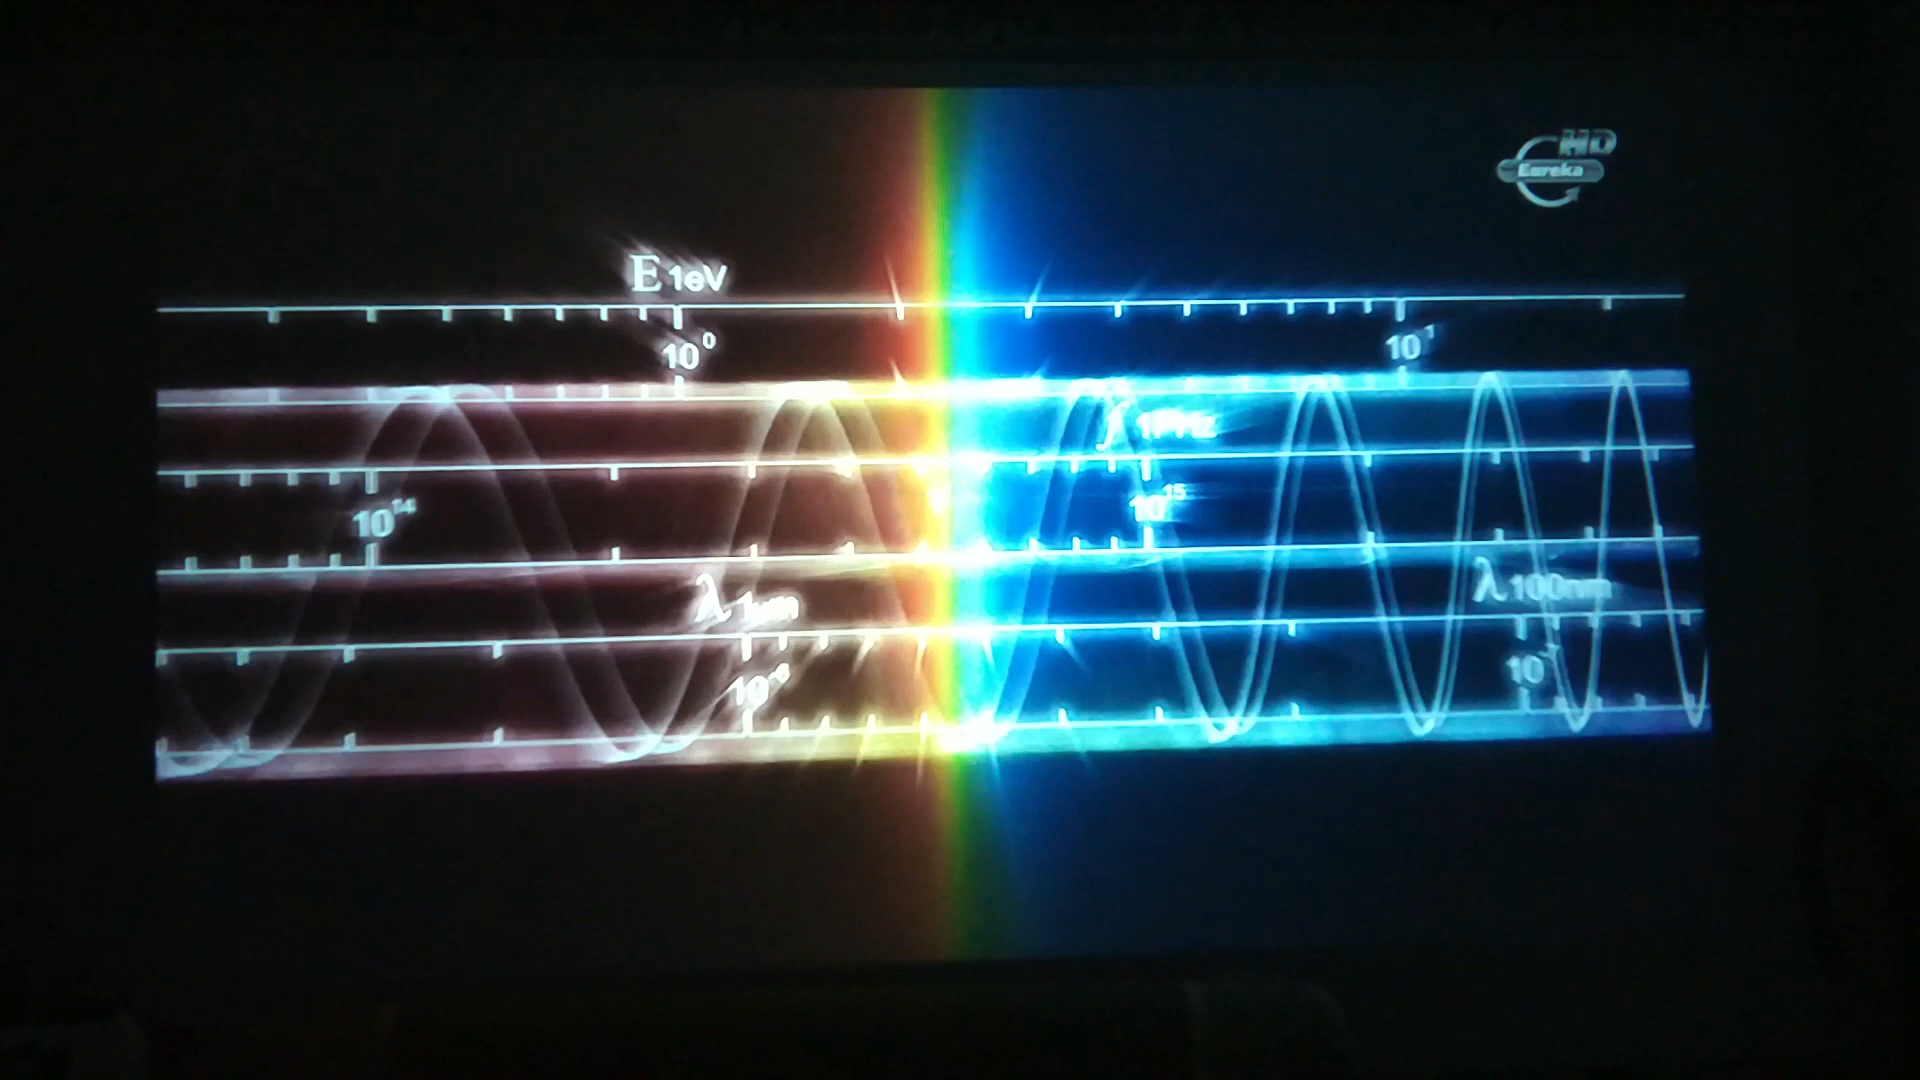 HD
Eureka
E 1eV
10⁰
10¹
f 1PHz
10¹⁴
10¹⁵
λ 1μm
λ 100nm
10⁻⁶
10⁻⁷